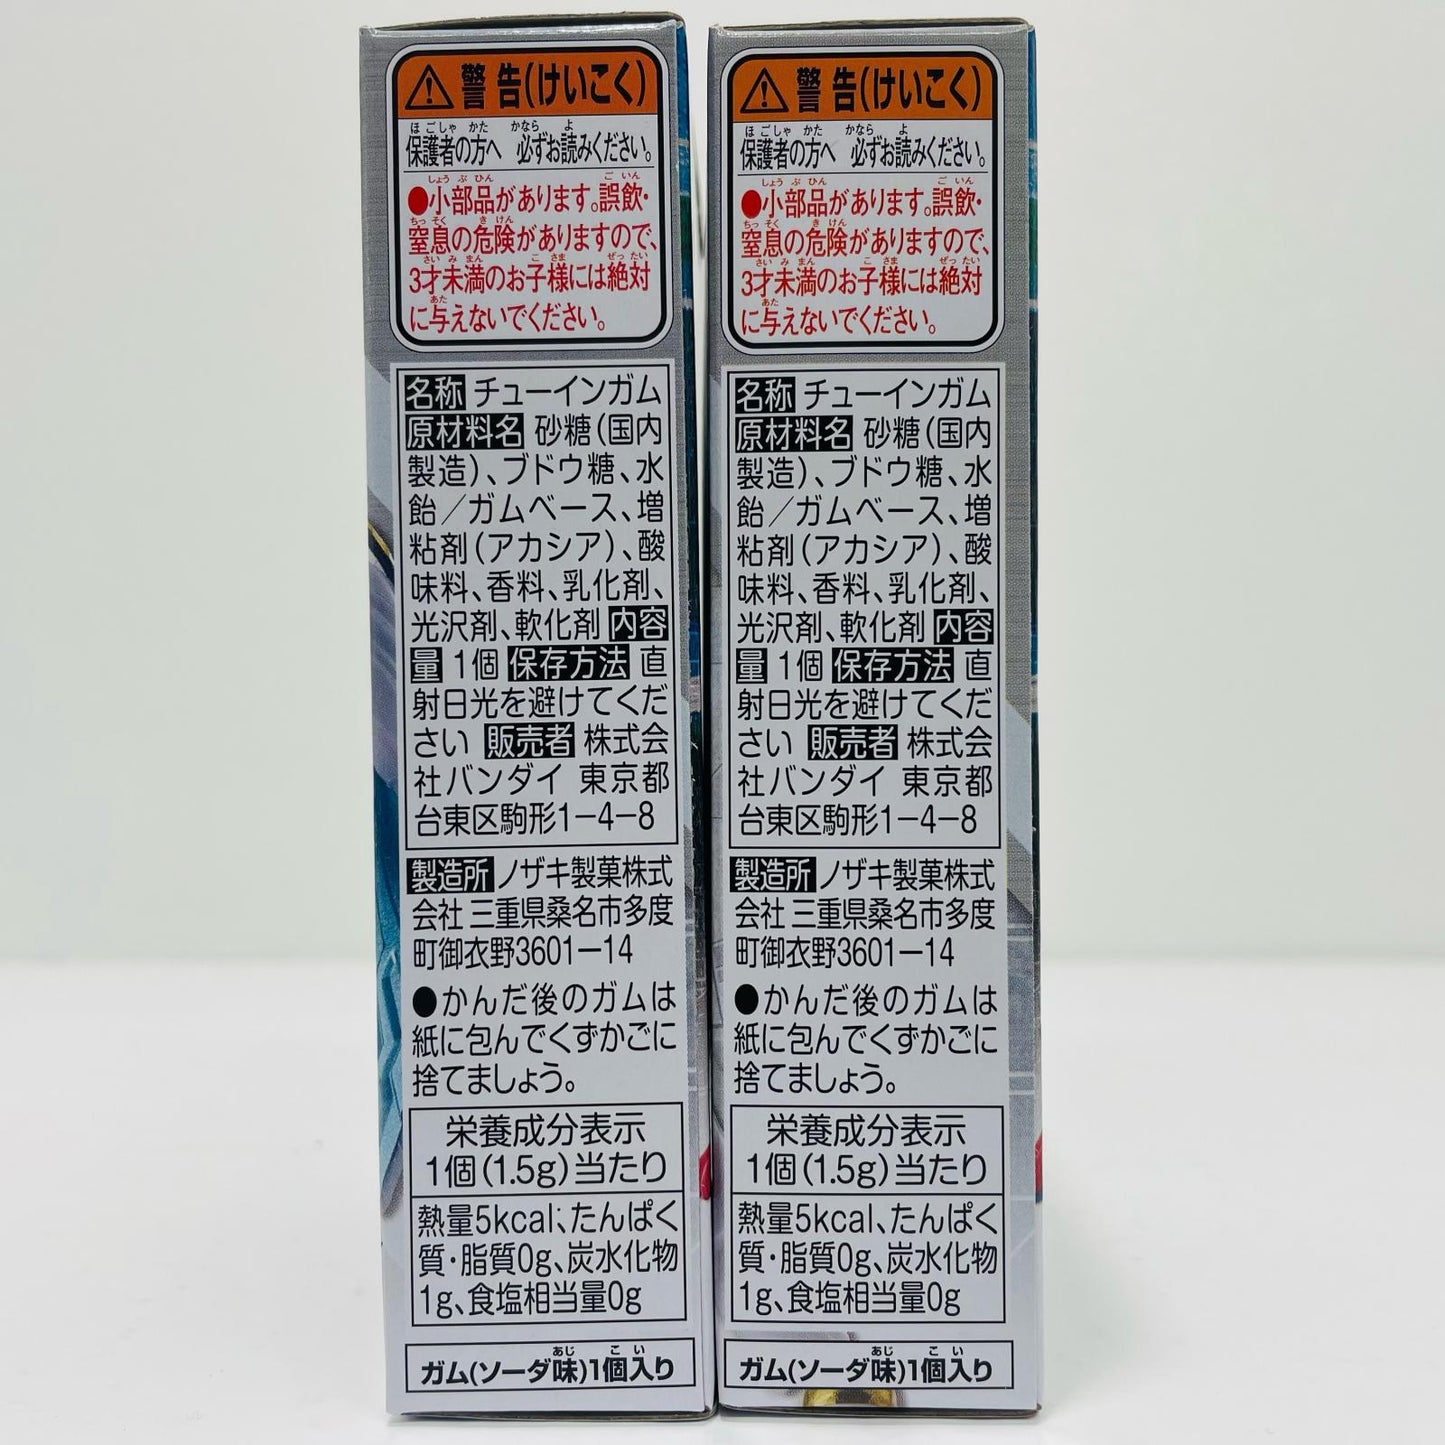 警告(けいこく)
保護者の方へ 必ずお読みください。
●小部品があります。誤飲・
窒息の危険がありますので、
3才未満のお子様には絶対
に与えないでください。
名称 チューインガム
原材料名 砂糖(国内
製造)、ブドウ糖、水
飴/ガムベース、増
粘剤(アカシア)、酸
味料、香料、乳化剤、
光沢剤、軟化剤 内容
量 1個 保存方法 直
射日光を避けてくだ
さい 販売者 株式会
社バンダイ 東京都
台東区駒形1-4-8
製造所 ノザキ製菓株式
会社 三重県桑名市多度
町御衣野3601-14
●かんだ後のガムは
紙に包んでくずかごに
捨てましょう。
栄養成分表示
1個(1.5g)当たり
熱量5kcal、たんぱく
質・脂質0g、炭水化物
1g、食塩相当量0g
ガム(ソーダ味)1個入り
警告(けいこく)
保護者の方へ 必ずお読みください。
●小部品があります。誤飲・
窒息の危険がありますので、
3才未満のお子様には絶対
に与えないでください。
名称 チューインガム
原材料名 砂糖(国内
製造)、ブドウ糖、水
飴/ガムベース、増
粘剤(アカシア)、酸
味料、香料、乳化剤、
光沢剤、軟化剤 内容
量 1個 保存方法 直
射日光を避けてくだ
さい 販売者 株式会
社バンダイ 東京都
台東区駒形1-4-8
製造所 ノザキ製菓株式
会社 三重県桑名市多度
町御衣野3601-14
●かんだ後のガムは
紙に包んでくずかごに
捨てましょう。
栄養成分表示
1個(1.5g)当たり
熱量5kcal、たんぱく
質・脂質0g、炭水化物
1g、食塩相当量0g
ガム(ソーダ味)1個入り